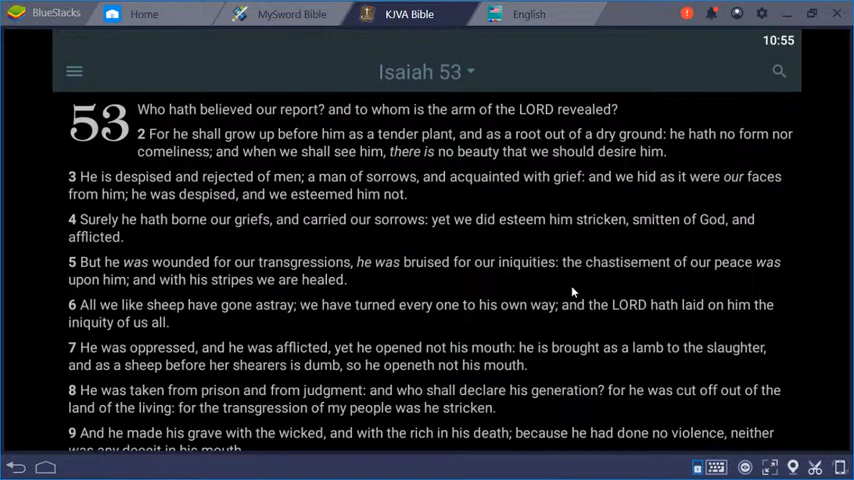 BlueStacks Home MySword Bible KJVA Bible English
10:55
Isaiah 53
53 Who hath believed our report? and to whom is the arm of the LORD revealed?
2 For he shall grow up before him as a tender plant, and as a root out of a dry ground: he hath no form nor
comeliness; and when we shall see him, there is no beauty that we should desire him.
3 He is despised and rejected of men; a man of sorrows, and acquainted with grief: and we hid as it were our faces
from him; he was despised, and we esteemed him not.
4 Surely he hath borne our griefs, and carried our sorrows: yet we did esteem him stricken, smitten of God, and
afflicted.
5 But he was wounded for our transgressions, he was bruised for our iniquities: the chastisement of our peace was
upon him; and with his stripes we are healed.
6 All we like sheep have gone astray; we have turned every one to his own way; and the LORD hath laid on him the
iniquity of us all.
7 He was oppressed, and he was afflicted, yet he opened not his mouth: he is brought as a lamb to the slaughter,
and as a sheep before her shearers is dumb, so he openeth not his mouth.
8 He was taken from prison and from judgment: and who shall declare his generation? for he was cut off out of the
land of the living: for the transgression of my people was he stricken.
9 And he made his grave with the wicked, and with the rich in his death; because he had done no violence, neither
was any deceit in his mouth.